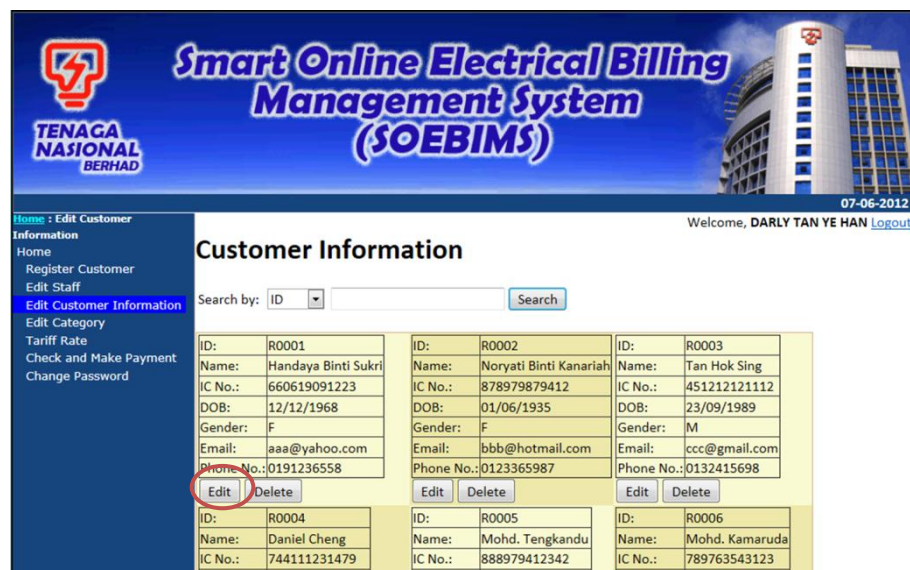 Smart Online Electrical Billing
Management System
(SOEBIMS)
TENAGA
NASIONAL
BERHAD
07-06-2012
Home : Edit Customer
Information
Welcome, DARLY TAN YE HAN Logout
Home
Register Customer
Edit Staff
Edit Customer Information
Edit Category
Tariff Rate
Check and Make Payment
Change Password
Customer Information
Search by: ID Search
ID: R0001
Name: Handaya Binti Sukri
IC No.: 660619091223
DOB: 12/12/1968
Gender: F
Email: aaa@yahoo.com
Phone No.: 0191236558
Edit Delete
ID: R0002
Name: Noryati Binti Kanariah
IC No.: 878979879412
DOB: 01/06/1935
Gender: F
Email: bbb@hotmail.com
Phone No.: 0123365987
Edit Delete
ID: R0003
Name: Tan Hok Sing
IC No.: 451212121112
DOB: 23/09/1989
Gender: M
Email: ccc@gmail.com
Phone No.: 0132415698
Edit Delete
ID: R0004
Name: Daniel Cheng
IC No.: 744111231479
ID: R0005
Name: Mohd. Tengkandu
IC No.: 888979412342
ID: R0006
Name: Mohd. Kamaruda
IC No.: 789763543123